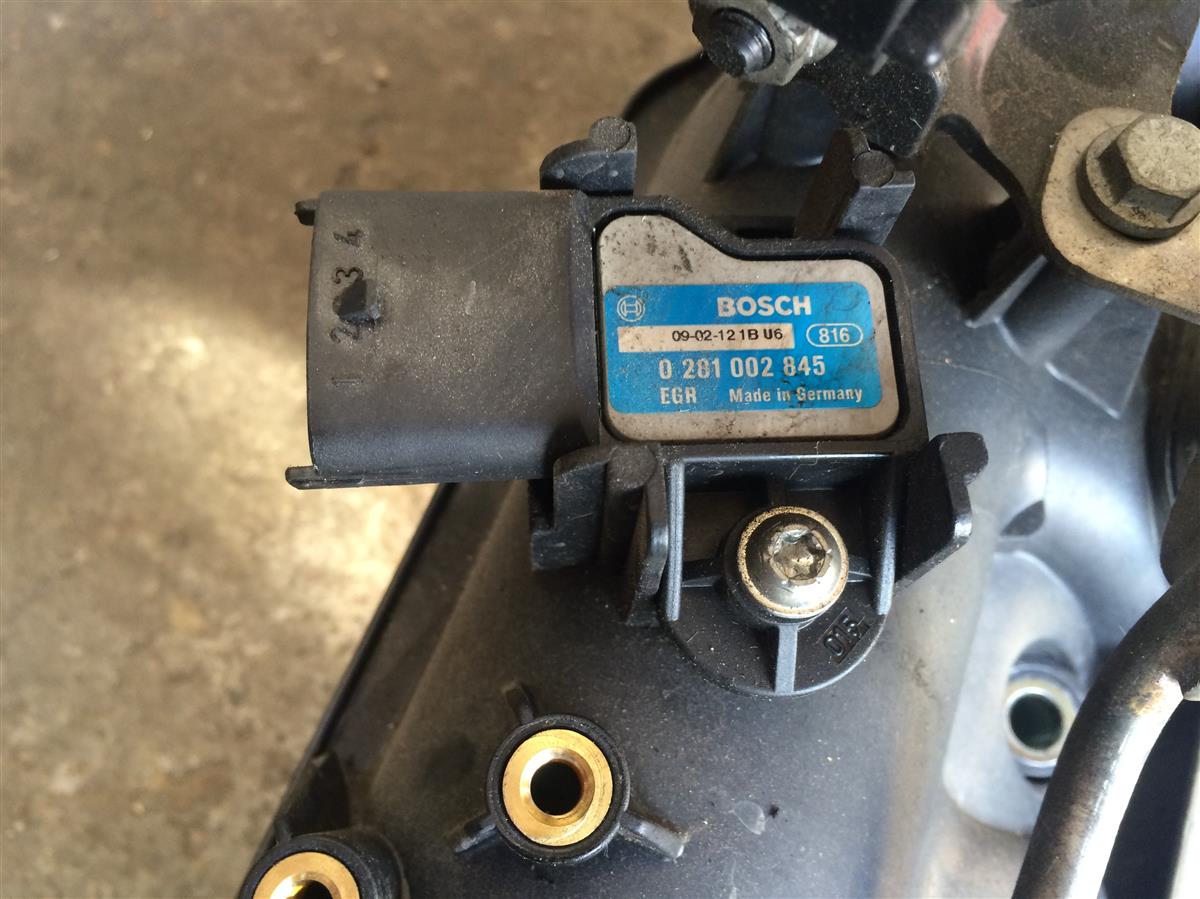 1 2 3 4
BOSCH
09-02-12 1B U6
816
0 281 002 845
EGR Made in Germany